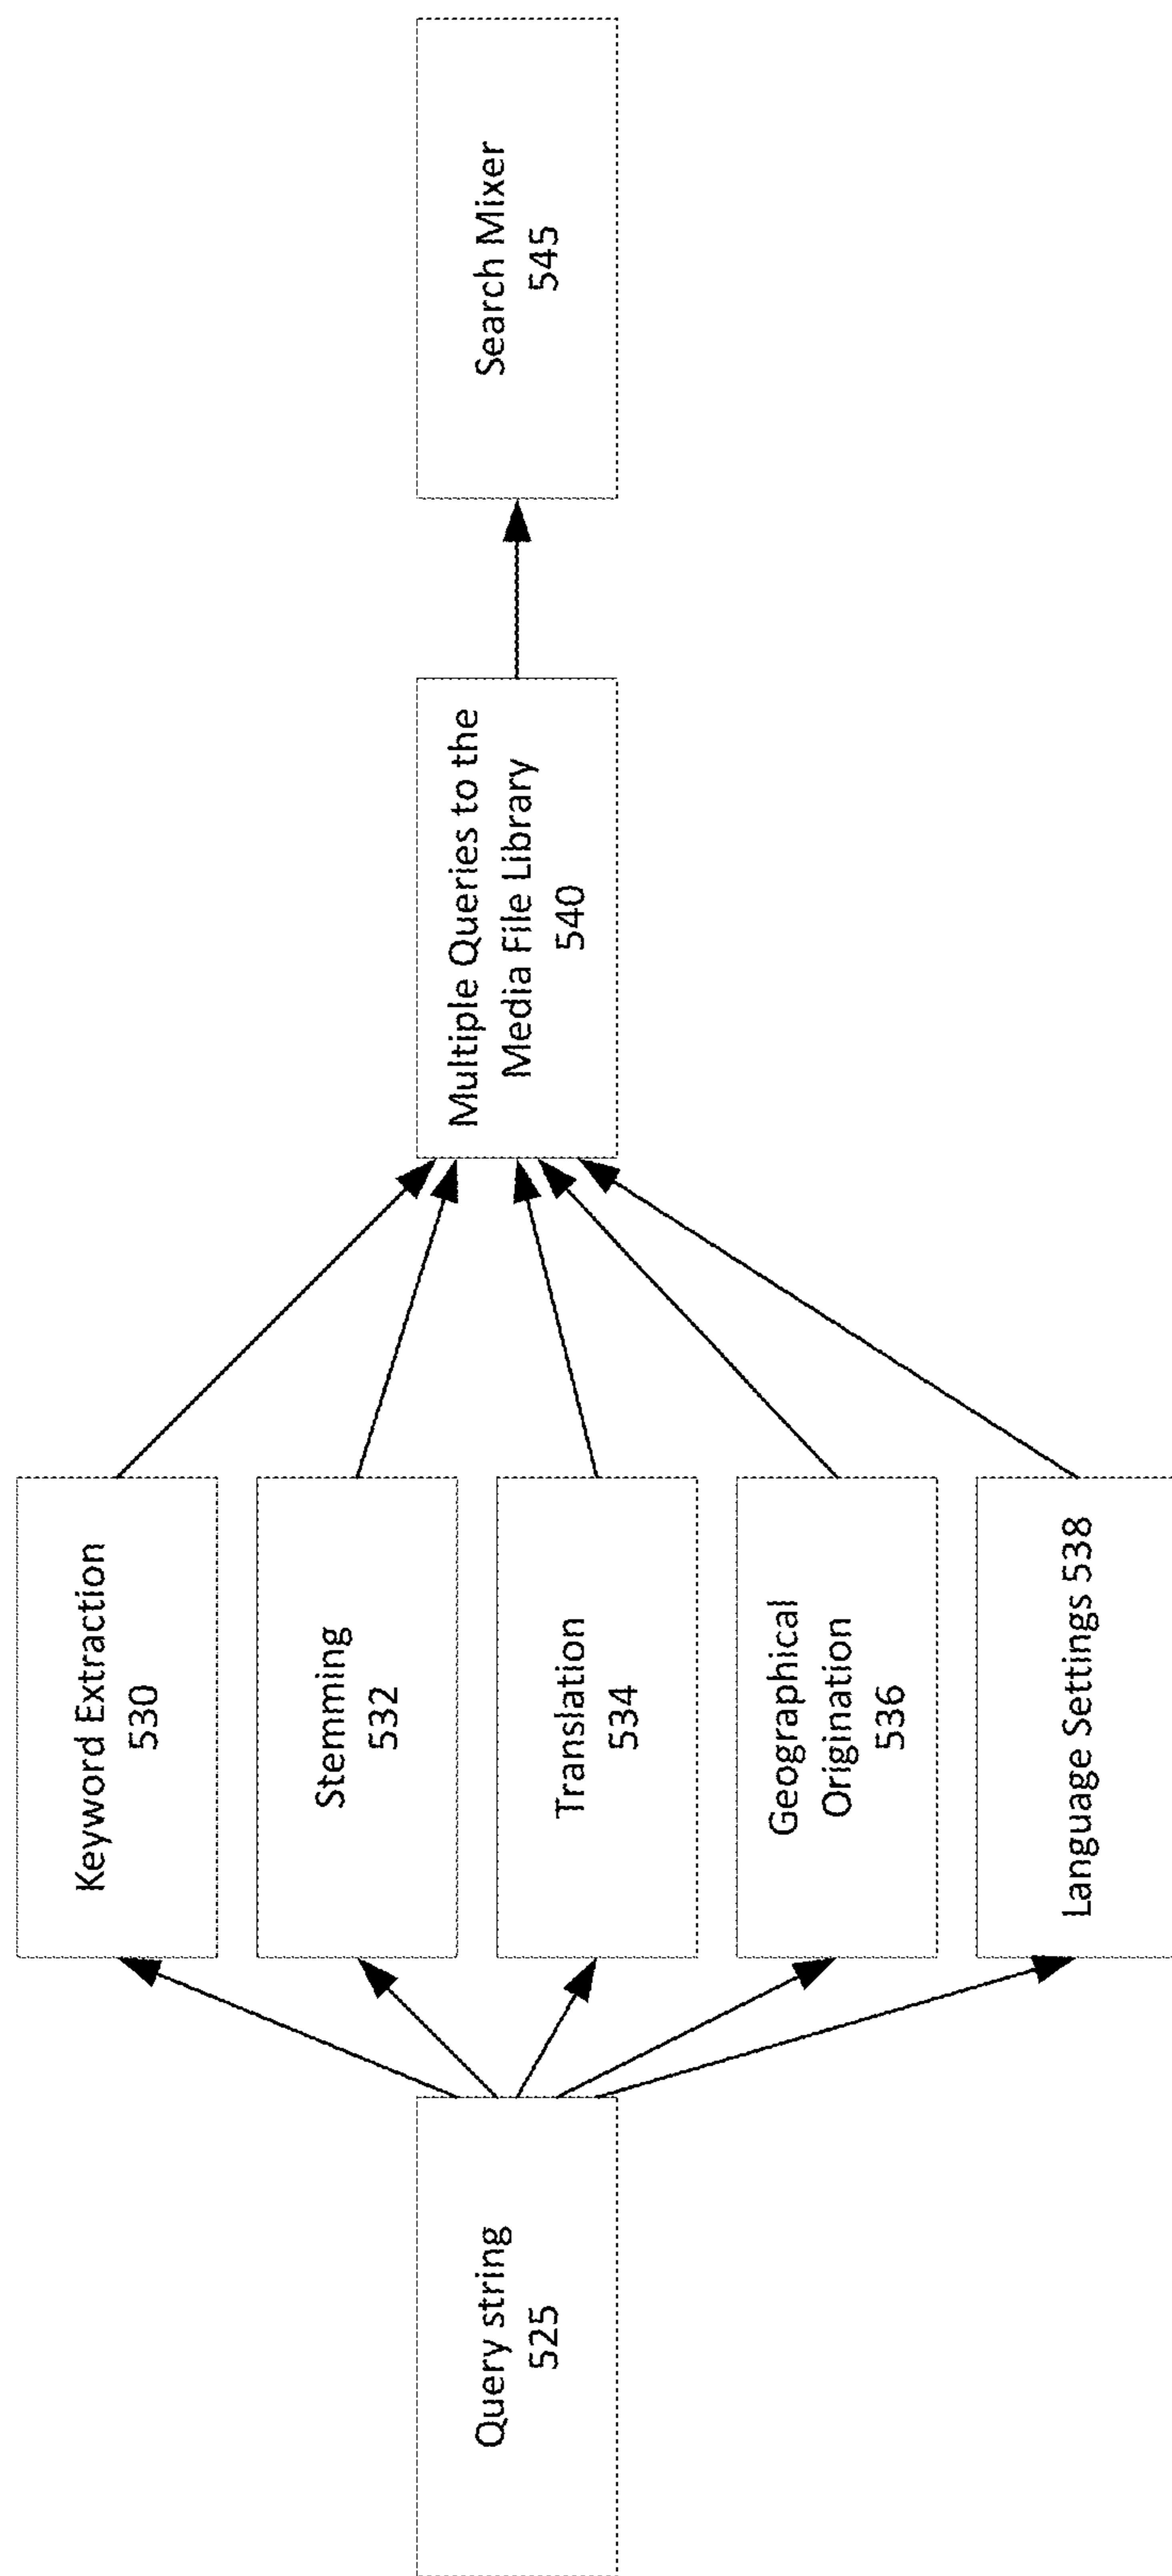 Query string
525
Keyword Extraction
530
Stemming
532
Translation
534
Geographical
Origination
536
Language Settings 538
Multiple Queries to the
Media File Library
540
Search Mixer
545